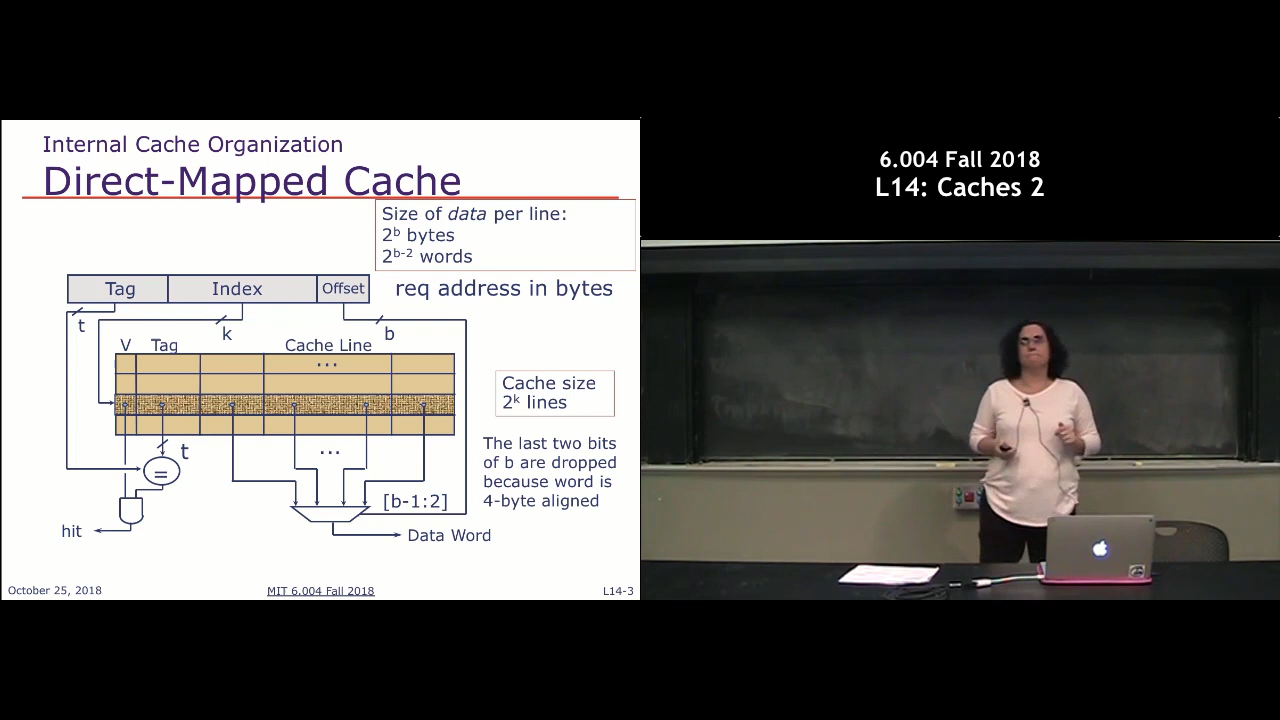 Internal Cache Organization
Direct-Mapped Cache
Size of data per line:
2^b bytes
2^b-2 words
Tag Index Offset req address in bytes
t k b
V Tag Cache Line
...
Cache size
2^k lines
t
...
=
The last two bits
of b are dropped
because word is
4-byte aligned
[b-1:2]
hit
Data Word
October 25, 2018 MIT 6.004 Fall 2018 L14-3
6.004 Fall 2018
L14: Caches 2